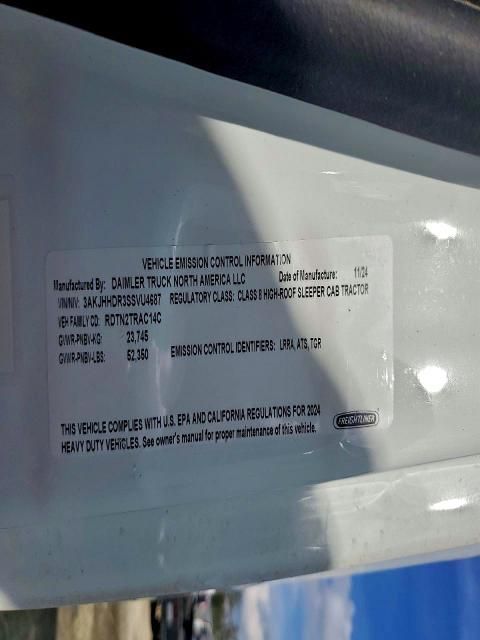 VEHICLE EMISSION CONTROL INFORMATION
Manufactured By: DAIMLER TRUCK NORTH AMERICA LLC Date of Manufacture: 11/24
VIN/NIV: 3AKJHHDR3SSVU4687 REGULATORY CLASS: CLASS 8 HIGH-ROOF SLEEPER CAB TRACTOR
VEH FAMILY CD: RDTN2TRAC14C
GVWR-PNBV-KG: 23,745
GVWR-PNBV-LBS: 52,350 EMISSION CONTROL IDENTIFIERS: LRRA, ATS, TGR
THIS VEHICLE COMPLIES WITH U.S. EPA AND CALIFORNIA REGULATIONS FOR 2024
HEAVY DUTY VEHICLES. See owner's manual for proper maintenance of this vehicle.
FREIGHTLINER